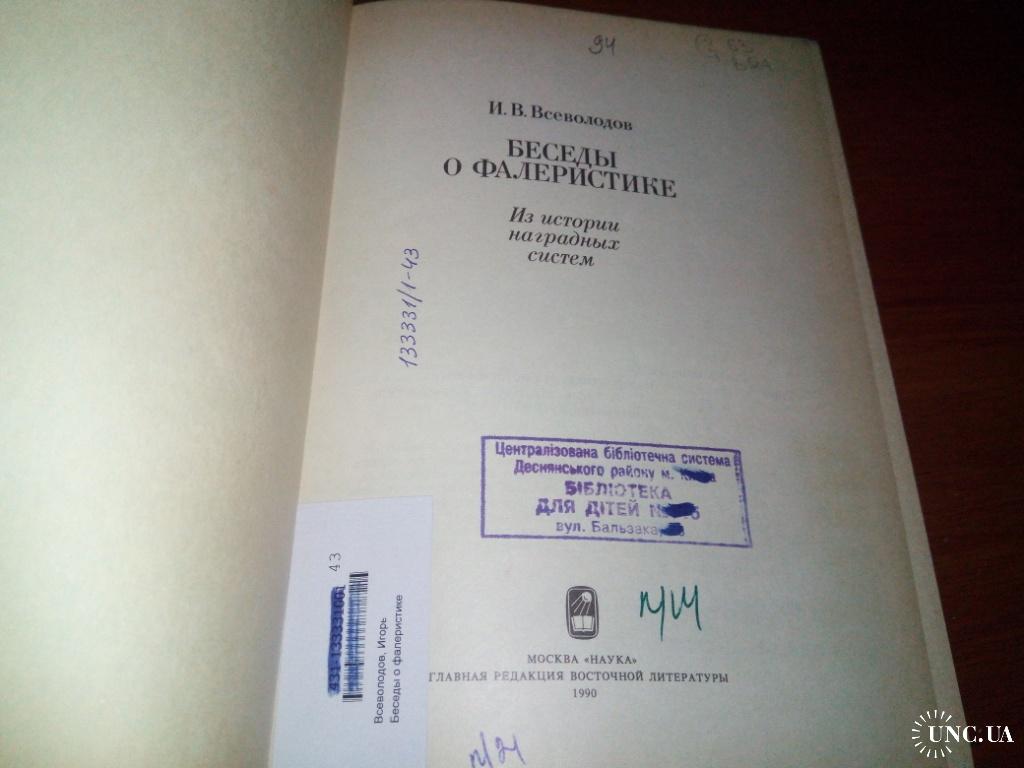 94
И. В. Всеволодов
БЕСЕДЫ
О ФАЛЕРИСТИКЕ
Из истории
наградных
систем
133331/1-43
Централізована бібліотечна система
Деснянського району м.
БІБЛІОТЕКА
ДЛЯ ДІТЕЙ
вул. Бальзака
43
Всеволодов, Игорь
Беседы о фалеристике
МОСКВА «НАУКА»
ГЛАВНАЯ РЕДАКЦИЯ ВОСТОЧНОЙ ЛИТЕРАТУРЫ
1990
UNC.UA